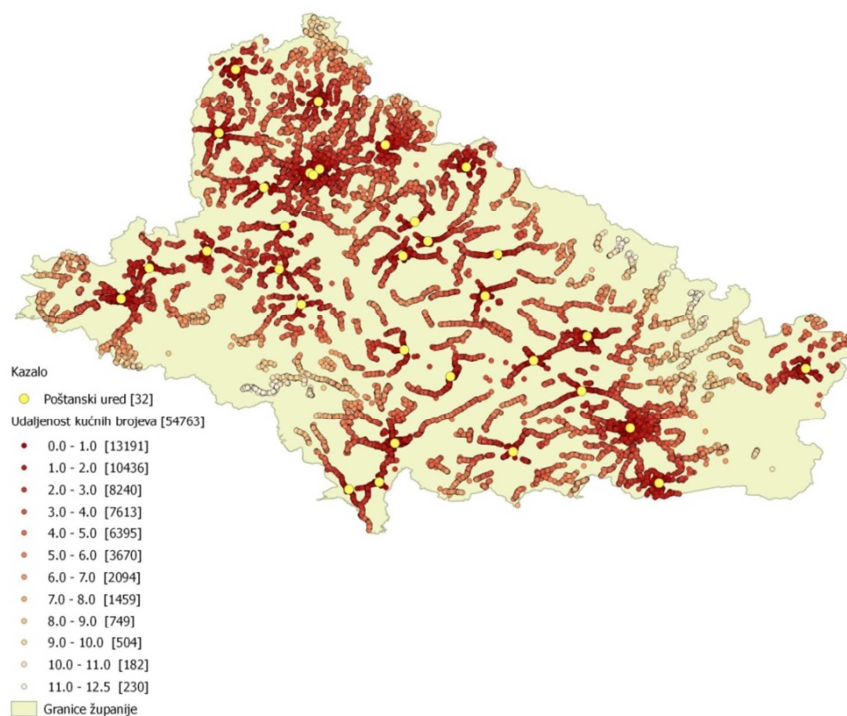 Kazalo
Poštanski ured [32]
Udaljenost kućnih brojeva [54763]
0.0 - 1.0 [13191]
1.0 - 2.0 [10436]
2.0 - 3.0 [8240]
3.0 - 4.0 [7613]
4.0 - 5.0 [6395]
5.0 - 6.0 [3670]
6.0 - 7.0 [2094]
7.0 - 8.0 [1459]
8.0 - 9.0 [749]
9.0 - 10.0 [504]
10.0 - 11.0 [182]
11.0 - 12.5 [230]
Granice županije